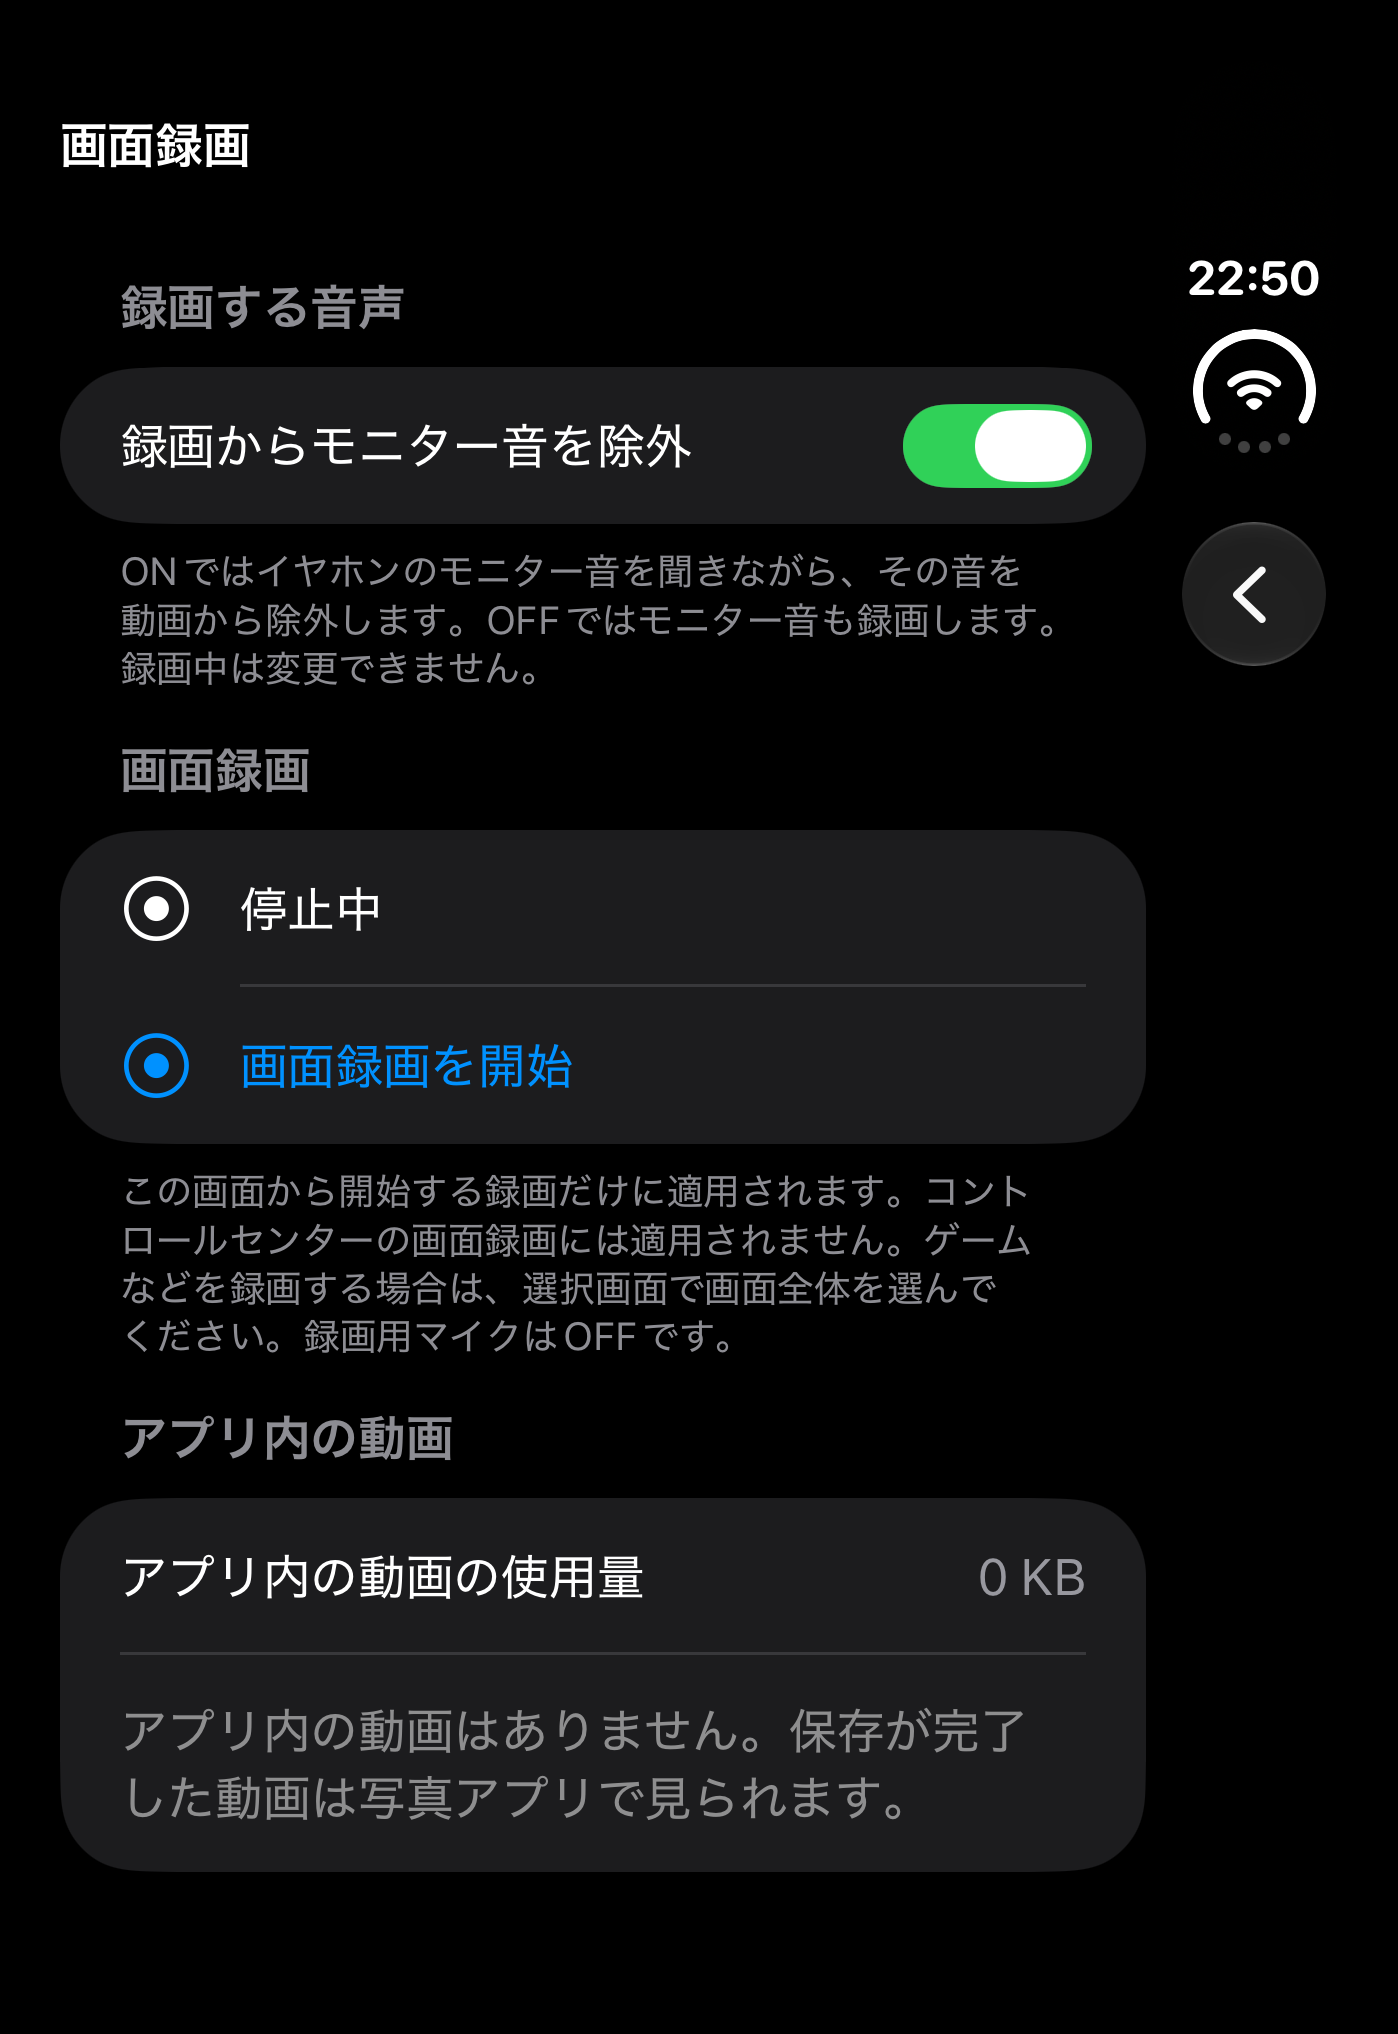 画面録画
22:50
録画する音声
録画からモニター音を除外
ONではイヤホンのモニター音を聞きながら、その音を
動画から除外します。OFFではモニター音も録画します。
録画中は変更できません。
画面録画
停止中
画面録画を開始
この画面から開始する録画だけに適用されます。コント
ロールセンターの画面録画には適用されません。ゲーム
などを録画する場合は、選択画面で画面全体を選んで
ください。録画用マイクはOFFです。
アプリ内の動画
アプリ内の動画の使用量 0 KB
アプリ内の動画はありません。保存が完了
した動画は写真アプリで見られます。